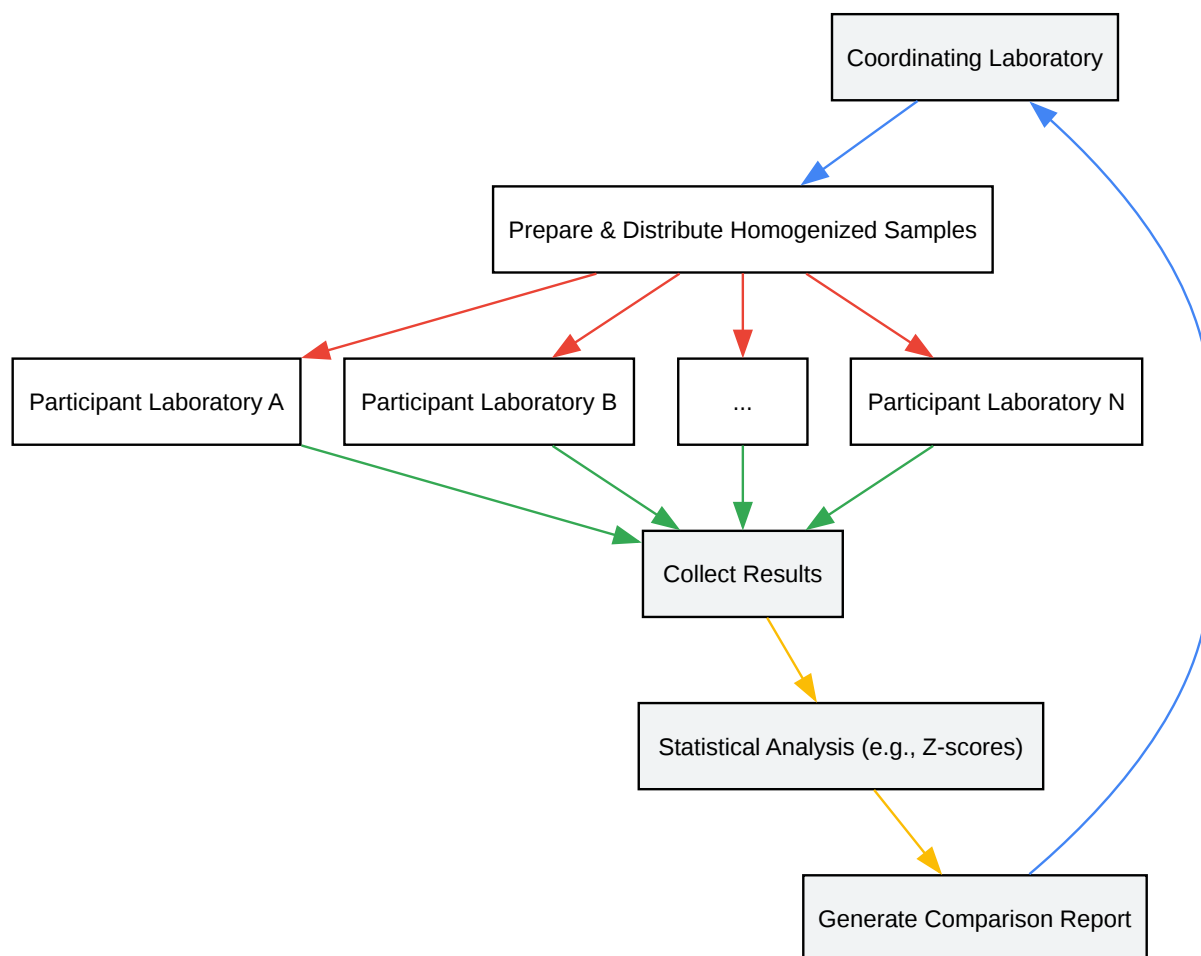 Coordinating Laboratory
Prepare & Distribute Homogenized Samples
Participant Laboratory A
Participant Laboratory B
...
Participant Laboratory N
Collect Results
Statistical Analysis (e.g., Z-scores)
Generate Comparison Report